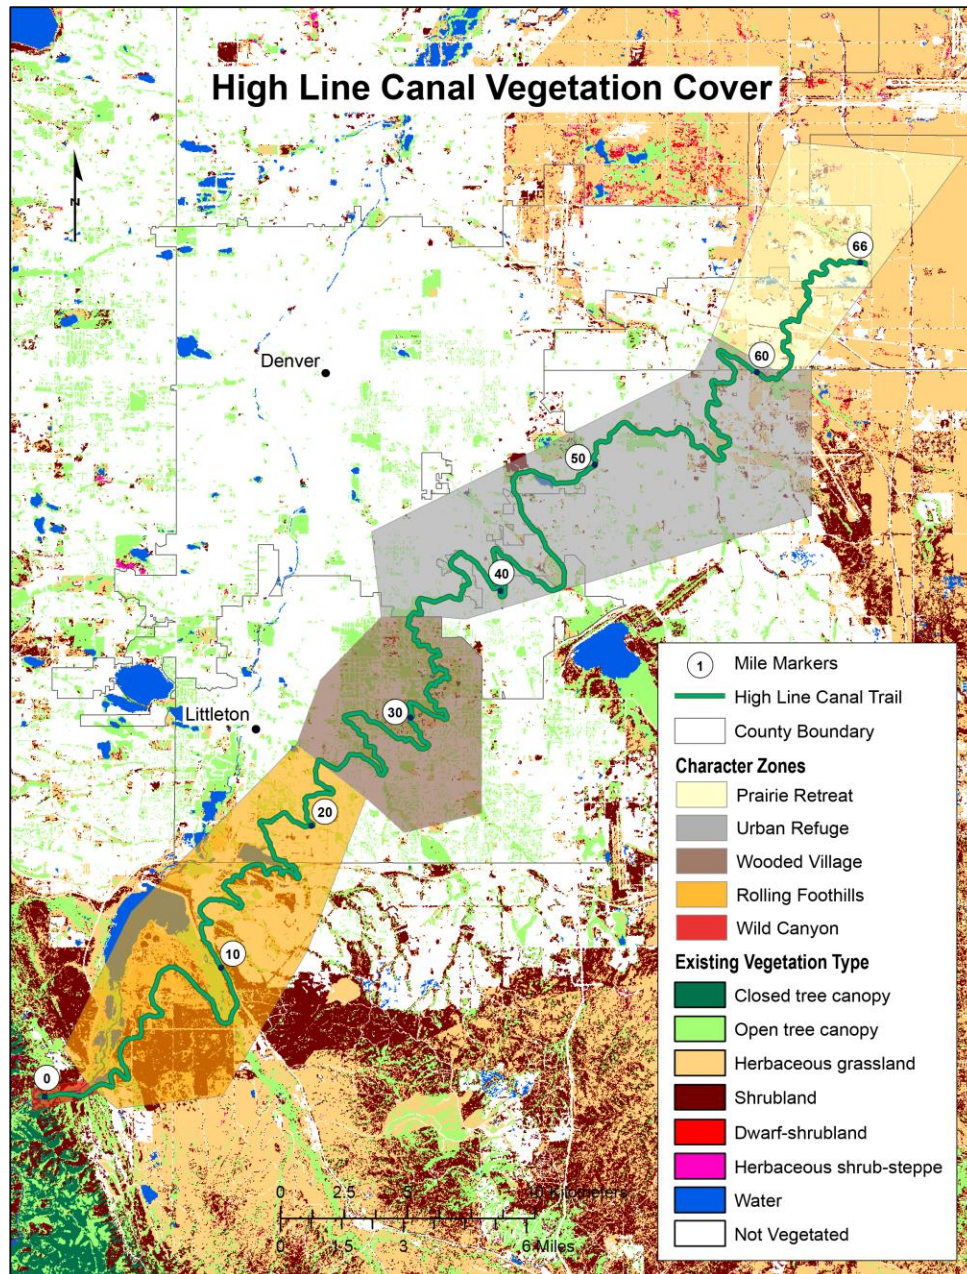 High Line Canal Vegetation Cover
N
66
Denver
60
50
40
30
Littleton
20
10
0
1 Mile Markers
High Line Canal Trail
County Boundary
Character Zones
Prairie Retreat
Urban Refuge
Wooded Village
Rolling Foothills
Wild Canyon
Existing Vegetation Type
Closed tree canopy
Open tree canopy
Herbaceous grassland
Shrubland
Dwarf-shrubland
Herbaceous shrub-steppe
Water
Not Vegetated
0 2.5 5 10 Kilometers
0 1.5 3 6 Miles